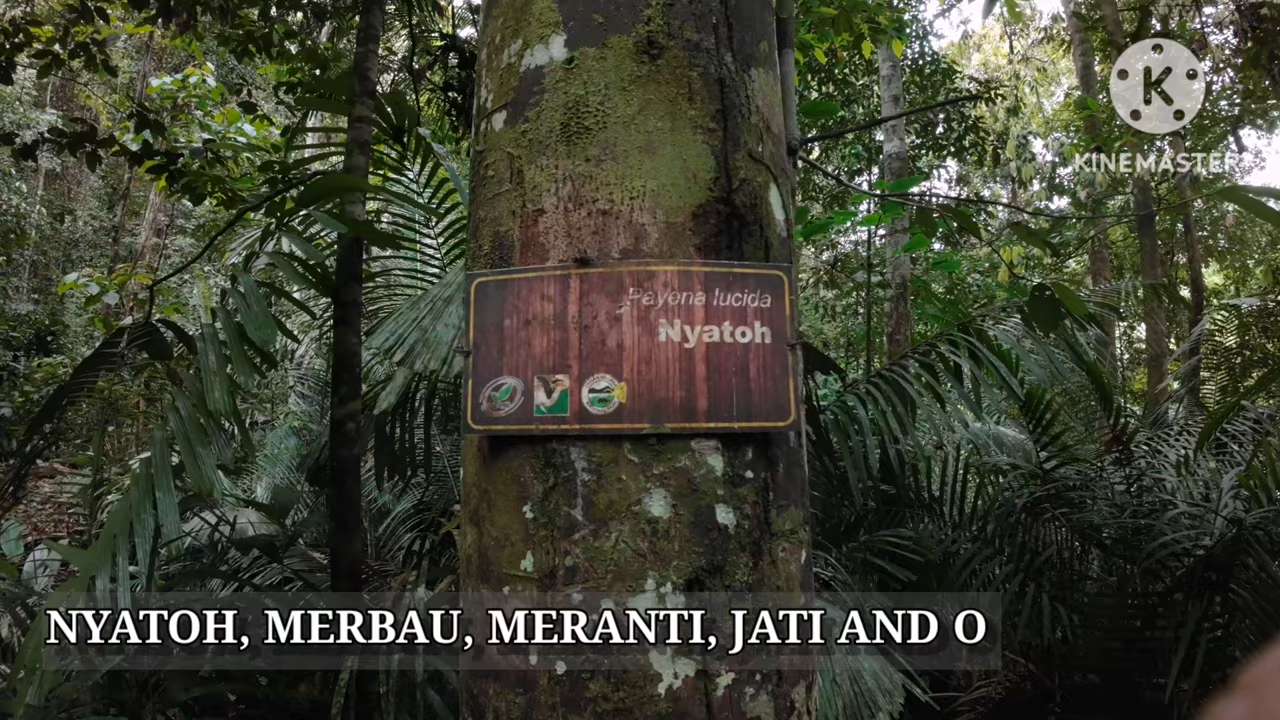 K
KINEMASTER
Payena lucida
Nyatoh
NYATOH, MERBAU, MERANTI, JATI AND O